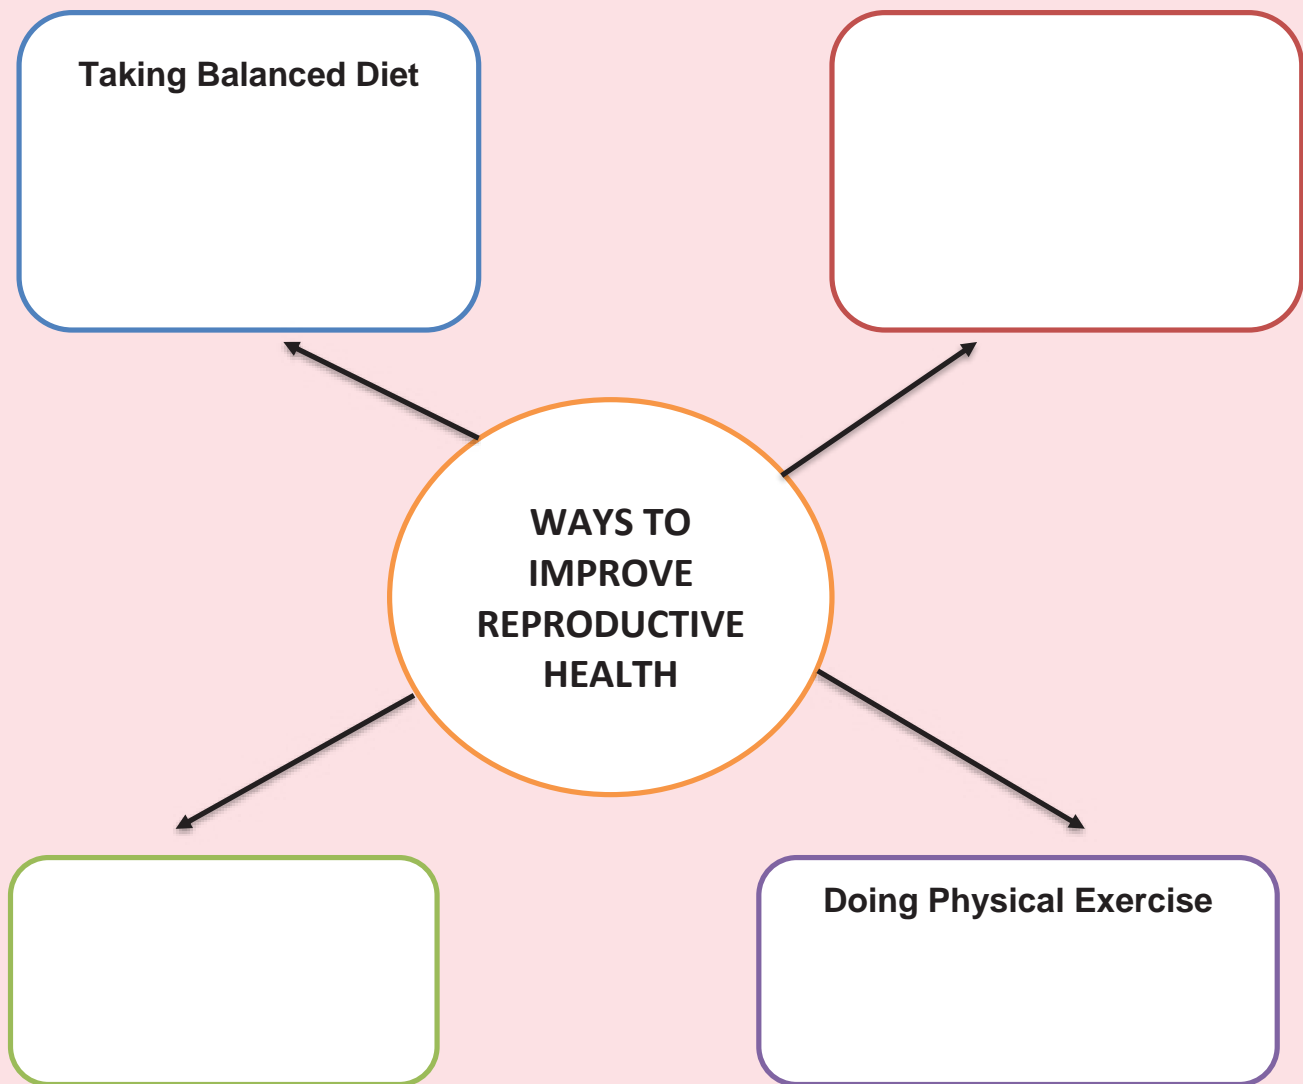 Taking Balanced Diet
WAYS TO
IMPROVE
REPRODUCTIVE
HEALTH
Doing Physical Exercise